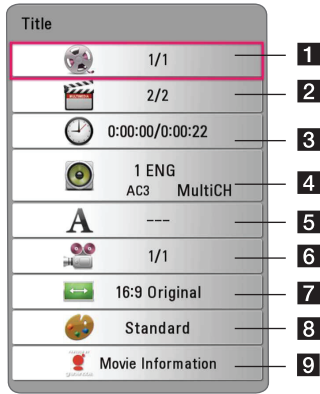 Title
1/1 1
2/2 2
0:00:00/0:00:22 3
1 ENG
AC3 MultiCH 4
A --- 5
1/1 6
16:9 Original 7
Standard 8
Movie Information 9